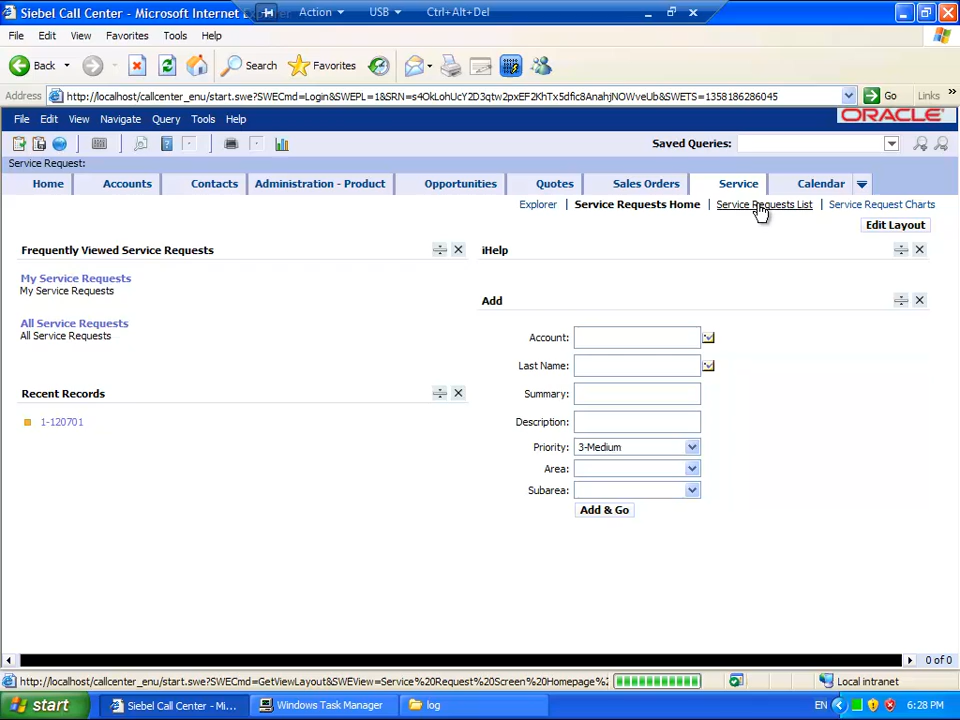 Siebel Call Center - Microsoft Internet Explorer
Action
USB
Ctrl+Alt+Del
File Edit View Favorites Tools Help
Back Search Favorites
Address http://localhost/callcenter_enu/start.swe?SWECmd=Login&SWEPL=1&SRN=s4OkLohUcY2D3qtw2pxEF2KhTx5dfic8AnahjNOWveUb&SWETS=1358186286045 Go Links »
File Edit View Navigate Query Tools Help
ORACLE
Saved Queries:
Service Request:
Home Accounts Contacts Administration - Product Opportunities Quotes Sales Orders Service Calendar
Explorer | Service Requests Home | Service Requests List | Service Request Charts
Edit Layout
Frequently Viewed Service Requests
My Service Requests
My Service Requests
All Service Requests
All Service Requests
Recent Records
1-120701
iHelp
Add
Account:
Last Name:
Summary:
Description:
Priority: 3-Medium
Area:
Subarea:
Add & Go
0 of 0
http://localhost/callcenter_enu/start.swe?SWECmd=GetViewLayout&SWEView=Service%20Request%20Screen%20Homepage%2
Local intranet
start
Siebel Call Center - Mi...
Windows Task Manager
log
EN
6:28 PM